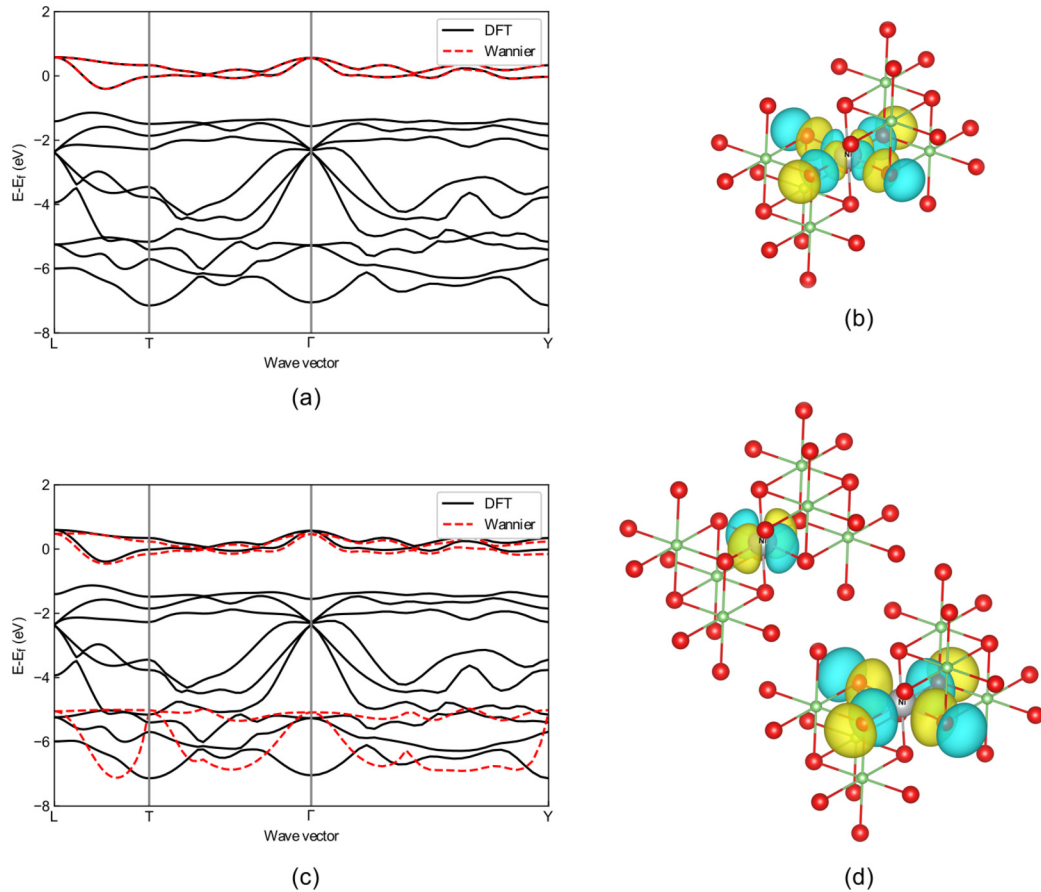 2
0
−2
−4
−6
−8
E-E_f (eV)
DFT
Wannier
L
T
Γ
Y
Wave vector
(a)
Ni
(b)
2
0
−2
−4
−6
−8
E-E_f (eV)
DFT
Wannier
L
T
Γ
Y
Wave vector
(c)
Ni
(d)